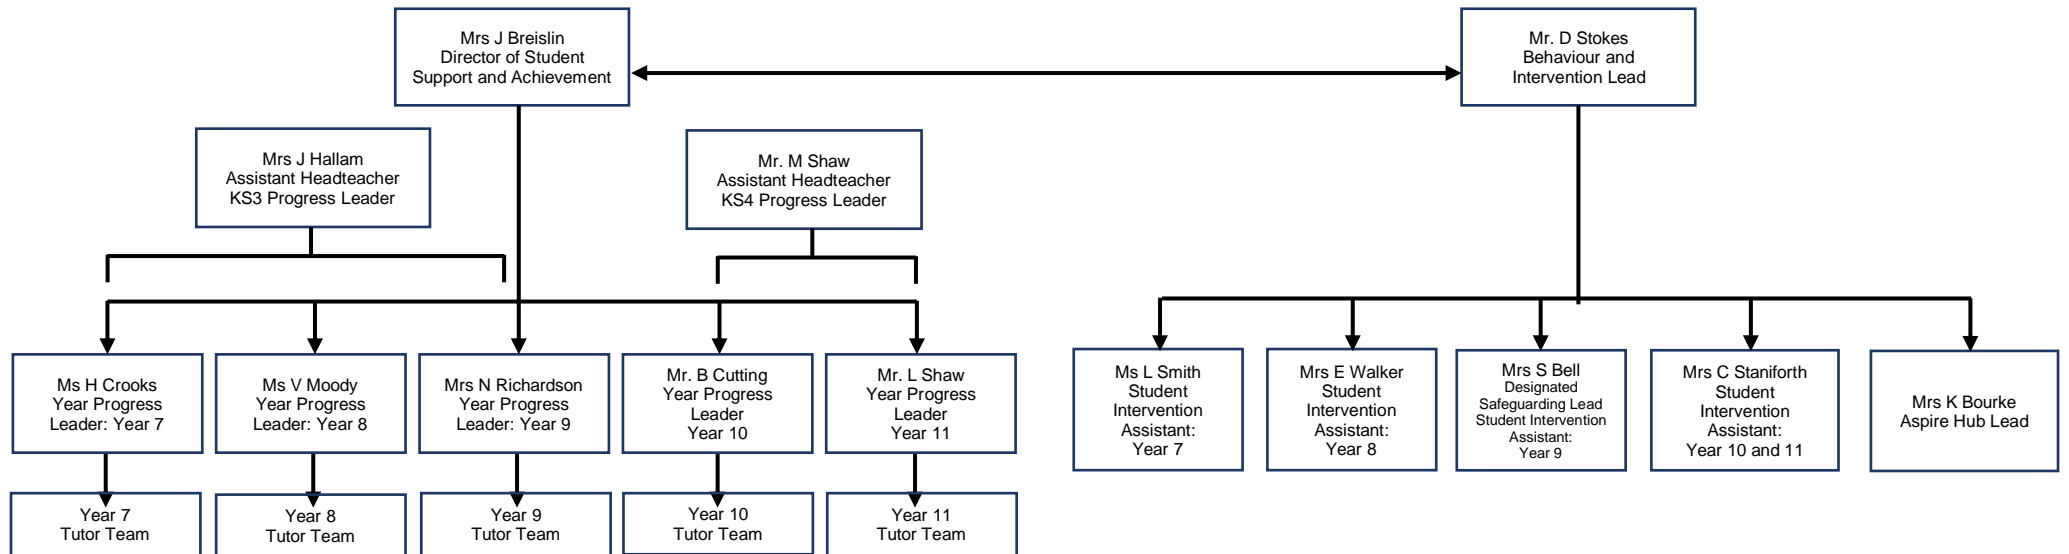 Mrs J Breislin
Director of Student
Support and Achievement
Mr. D Stokes
Behaviour and
Intervention Lead
Mrs J Hallam
Assistant Headteacher
KS3 Progress Leader
Mr. M Shaw
Assistant Headteacher
KS4 Progress Leader
Ms H Crooks
Year Progress
Leader: Year 7
Ms V Moody
Year Progress
Leader: Year 8
Mrs N Richardson
Year Progress
Leader: Year 9
Mr. B Cutting
Year Progress
Leader
Year 10
Mr. L Shaw
Year Progress
Leader
Year 11
Ms L Smith
Student
Intervention
Assistant:
Year 7
Mrs E Walker
Student
Intervention
Assistant:
Year 8
Mrs S Bell
Designated
Safeguarding Lead
Student Intervention
Assistant:
Year 9
Mrs C Staniforth
Student
Intervention
Assistant:
Year 10 and 11
Mrs K Bourke
Aspire Hub Lead
Year 7
Tutor Team
Year 8
Tutor Team
Year 9
Tutor Team
Year 10
Tutor Team
Year 11
Tutor Team